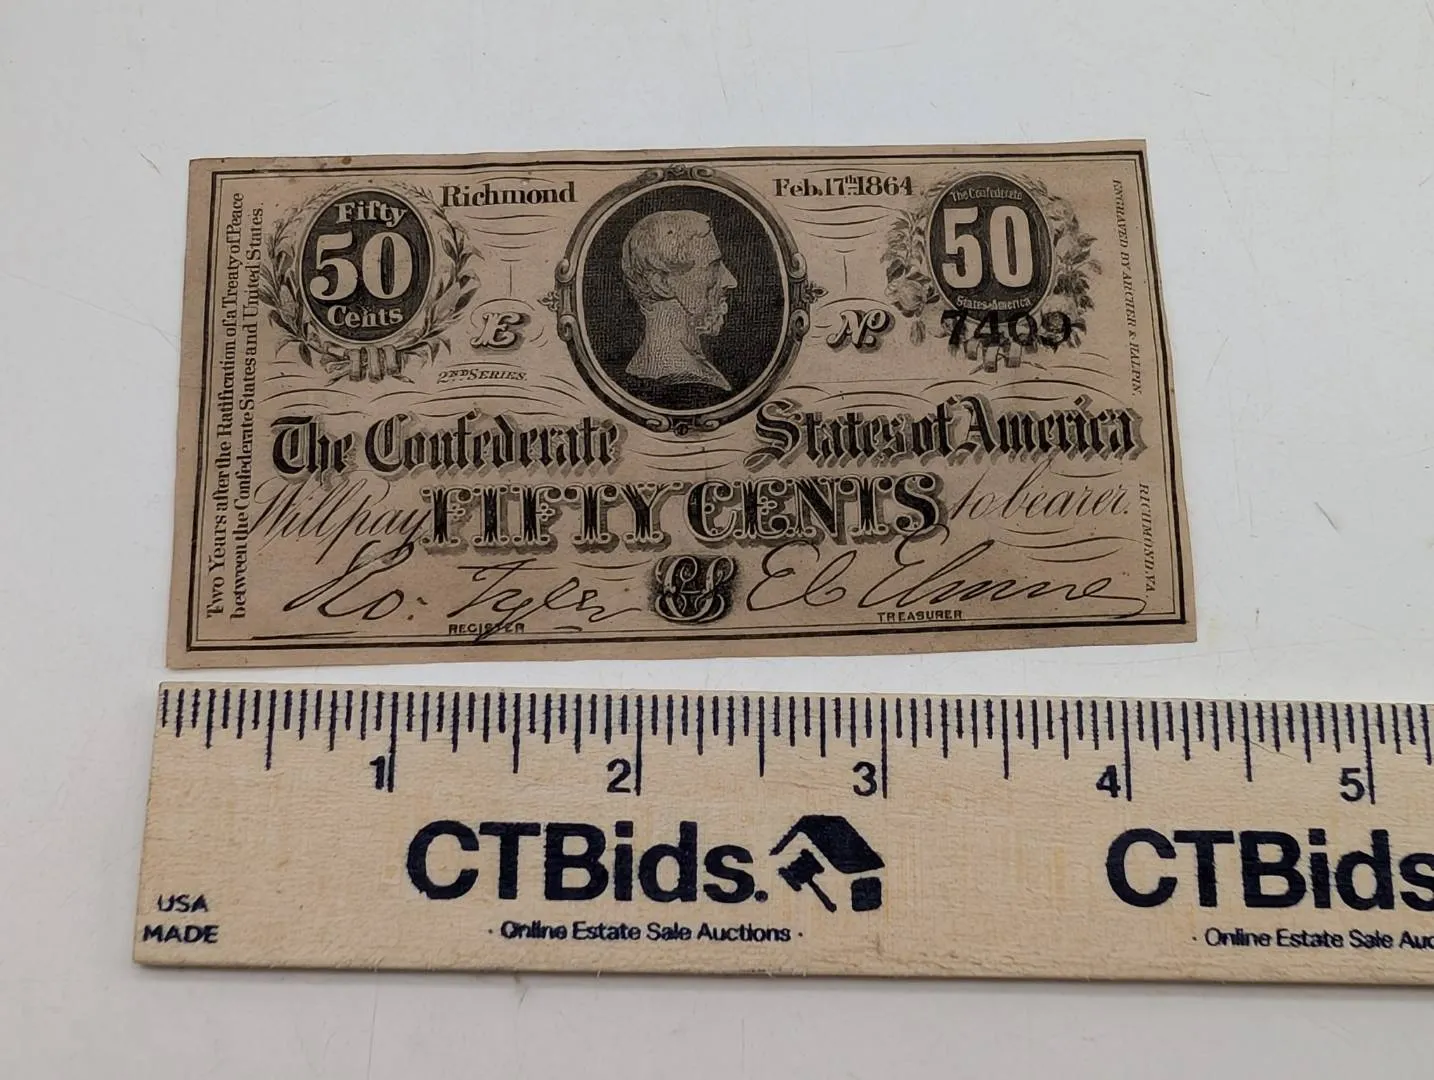 Two Years after the Ratification of a Treaty of Peace
between the Confederate States and United States.
Fifty
50
Cents
Richmond
Feb. 17th 1864
The Confederate
50
States America
E
No
7409
2ND SERIES.
The Confederate States of America
Will pay FIFTY CENTS to bearer.
Ro. Tyler
REGISTER
CS
TREASURER
ENGRAVED BY ARCHER & HALPIN.
RICHMOND, VA.
1 2 3 4 5
CTBids.
· Online Estate Sale Auctions ·
USA
MADE
CTBids
· Online Estate Sale Auc